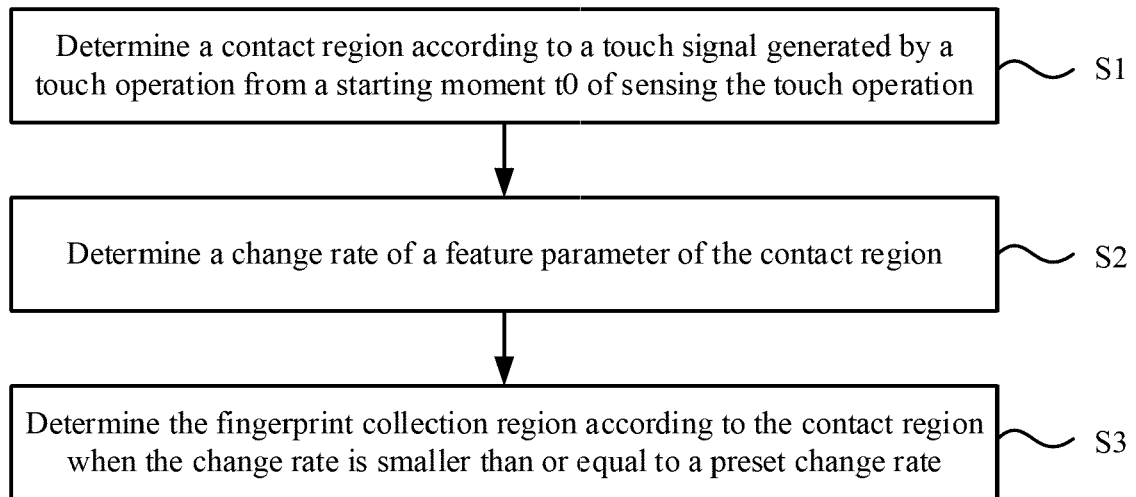 Determine a contact region according to a touch signal generated by a
touch operation from a starting moment t0 of sensing the touch operation
S1
Determine a change rate of a feature parameter of the contact region
S2
Determine the fingerprint collection region according to the contact region
when the change rate is smaller than or equal to a preset change rate
S3